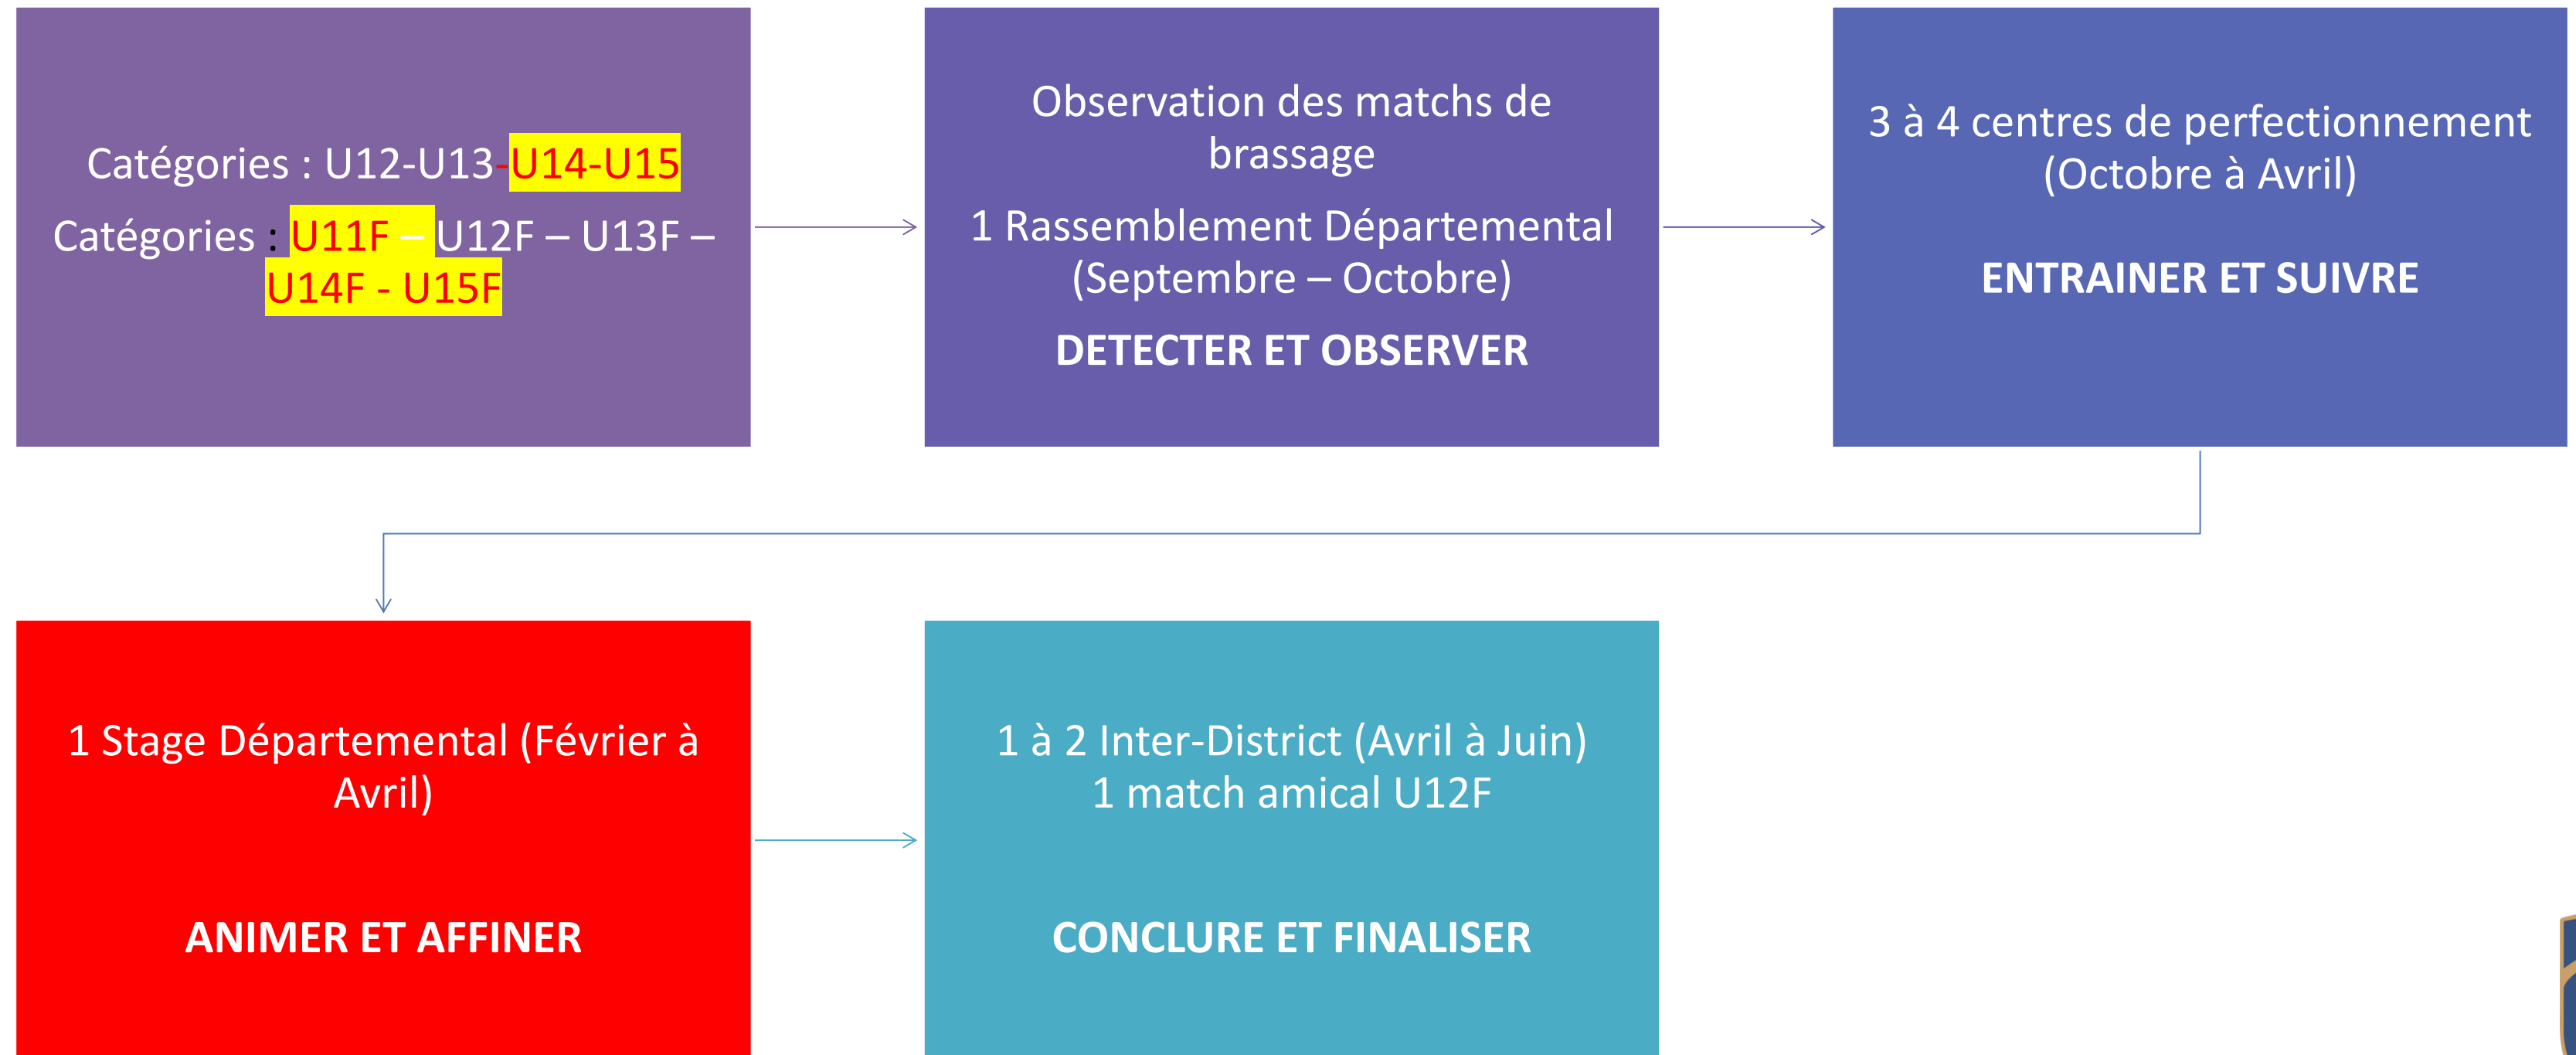 Catégories : U12-U13-U14-U15
Catégories : U11F – U12F – U13F –
U14F - U15F
Observation des matchs de
brassage
1 Rassemblement Départemental
(Septembre – Octobre)
DETECTER ET OBSERVER
3 à 4 centres de perfectionnement
(Octobre à Avril)
ENTRAINER ET SUIVRE
1 Stage Départemental (Février à
Avril)
ANIMER ET AFFINER
1 à 2 Inter-District (Avril à Juin)
1 match amical U12F
CONCLURE ET FINALISER